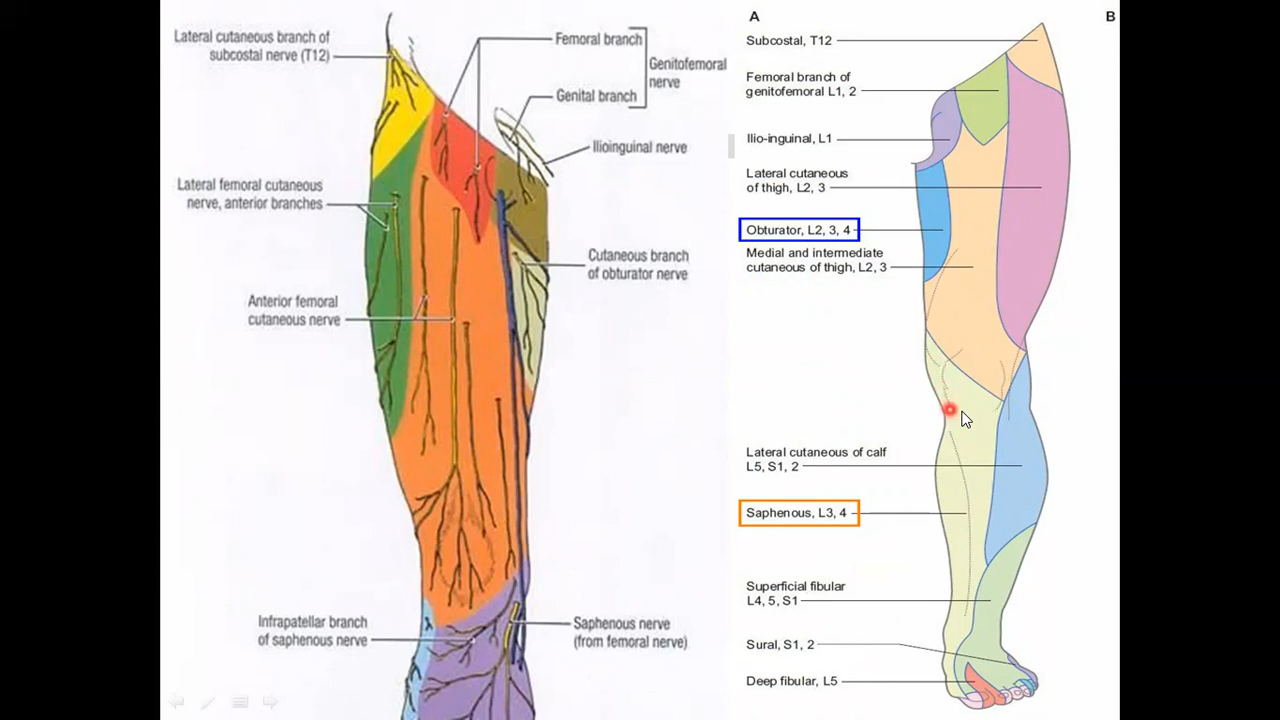 Lateral cutaneous branch of
subcostal nerve (T12)
Femoral branch
Genitofemoral
nerve
Genital branch
Ilioinguinal nerve
Lateral femoral cutaneous
nerve, anterior branches
Cutaneous branch
of obturator nerve
Anterior femoral
cutaneous nerve
Infrapatellar branch
of saphenous nerve
Saphenous nerve
(from femoral nerve)
A
B
Subcostal, T12
Femoral branch of
genitofemoral L1, 2
Ilio-inguinal, L1
Lateral cutaneous
of thigh, L2, 3
Obturator, L2, 3, 4
Medial and intermediate
cutaneous of thigh, L2, 3
Lateral cutaneous of calf
L5, S1, 2
Saphenous, L3, 4
Superficial fibular
L4, 5, S1
Sural, S1, 2
Deep fibular, L5